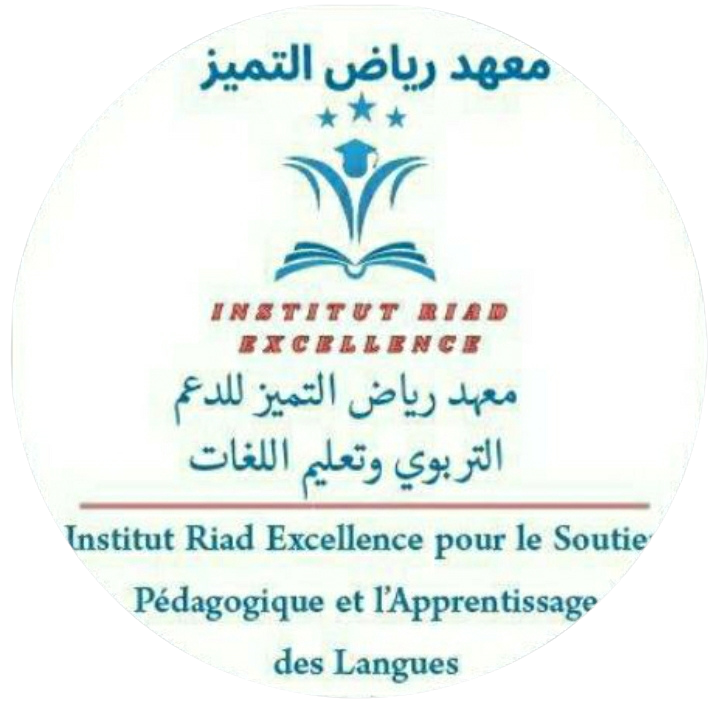 معهد رياض التميز
INSTITUT RIAD
EXCELLENCE
معهد رياض التميز للدعم
التربوي وتعليم اللغات
Institut Riad Excellence pour le Soutie
Pédagogique et l'Apprentissage
des Langues